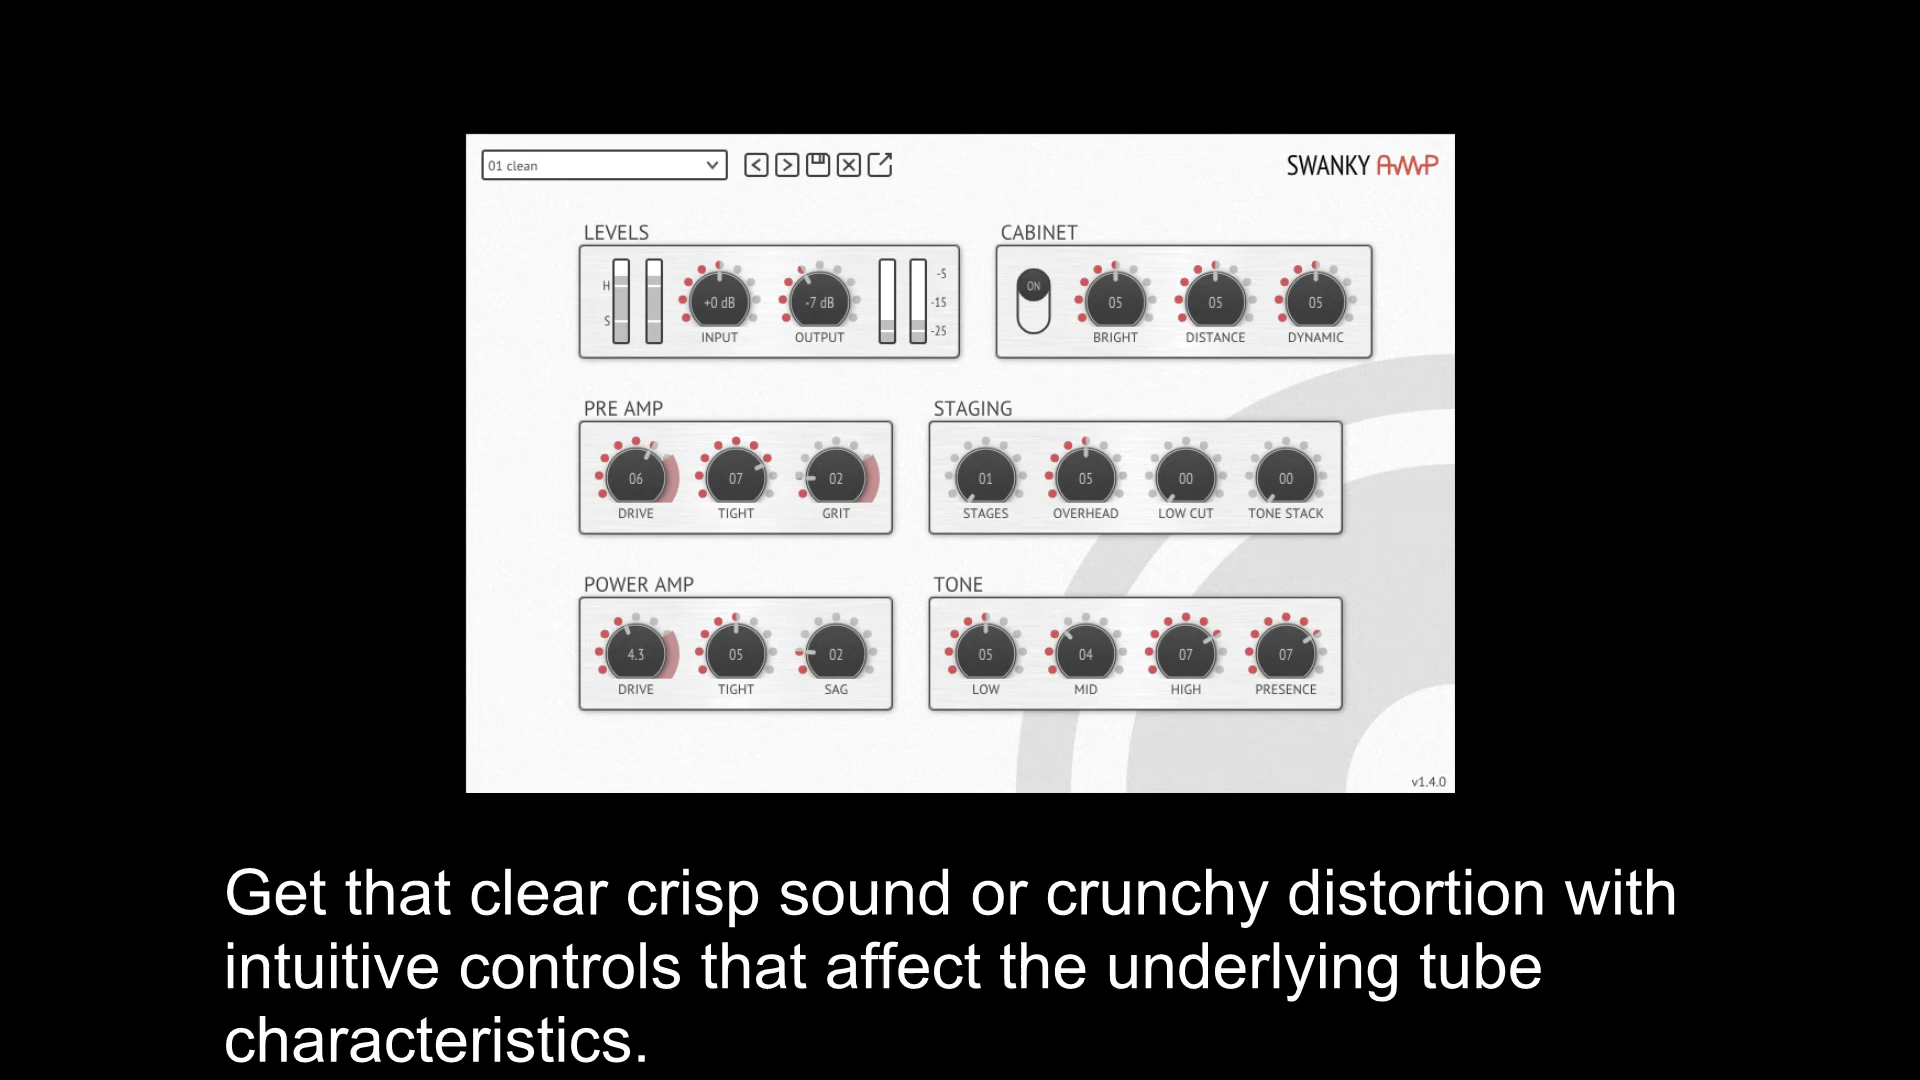 01 clean
SWANKY AMP
LEVELS
H
S
+0 dB
INPUT
-7 dB
OUTPUT
-5
-15
-25
CABINET
ON
05
BRIGHT
05
DISTANCE
05
DYNAMIC
PRE AMP
06
DRIVE
07
TIGHT
02
GRIT
STAGING
01
STAGES
05
OVERHEAD
00
LOW CUT
00
TONE STACK
POWER AMP
4.3
DRIVE
05
TIGHT
02
SAG
TONE
05
LOW
04
MID
07
HIGH
07
PRESENCE
v1.4.0
Get that clear crisp sound or crunchy distortion with
intuitive controls that affect the underlying tube
characteristics.